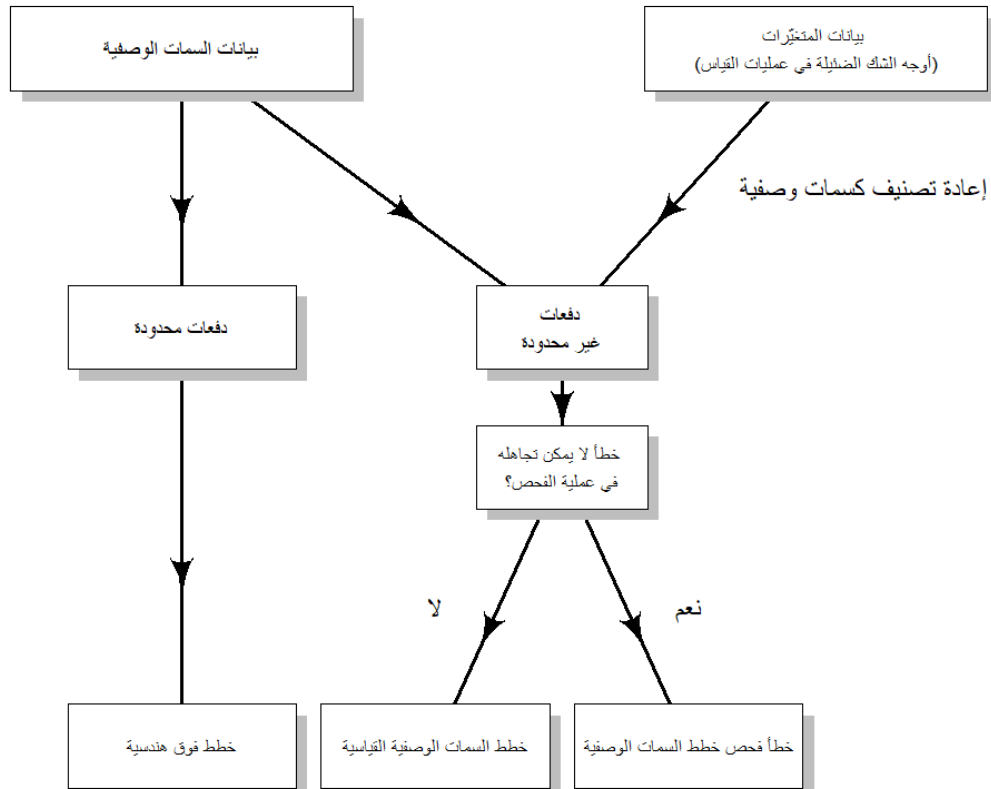 بيانات المتغيّرات
(أوجه الشك الضئيلة في عمليات القياس)
بيانات السمات الوصفية
إعادة تصنيف كسمات وصفية
دفعات
غير محدودة
دفعات محدودة
خطأ لا يمكن تجاهله
في عملية الفحص؟
نعم
لا
خطأ فحص خطط السمات الوصفية
خطط السمات الوصفية القياسية
خطط فوق هندسية